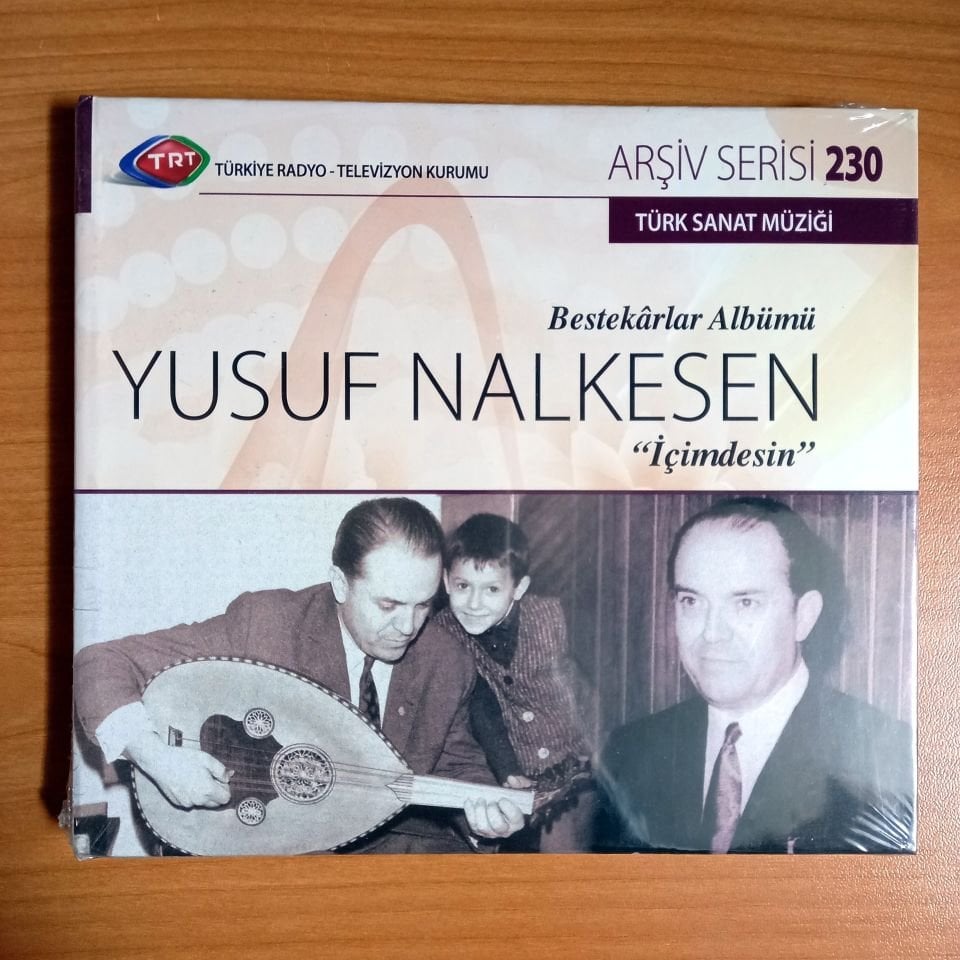 TRT
TÜRKİYE RADYO - TELEVİZYON KURUMU
ARŞİV SERİSİ 230
TÜRK SANAT MÜZİĞİ
Bestekârlar Albümü
YUSUF NALKESEN
“İçimdesin”